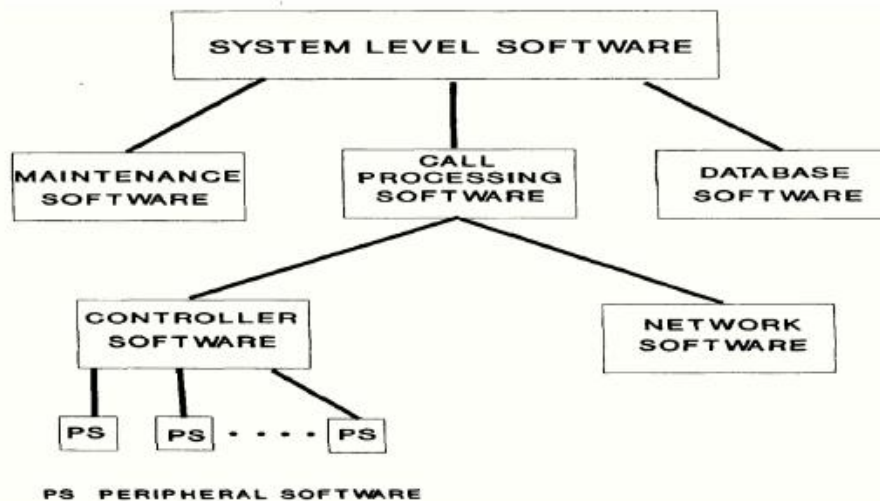 SYSTEM LEVEL SOFTWARE
MAINTENANCE
SOFTWARE
CALL
PROCESSING
SOFTWARE
DATABASE
SOFTWARE
CONTROLLER
SOFTWARE
NETWORK
SOFTWARE
PS
PS
PS
PS PERIPHERAL SOFTWARE